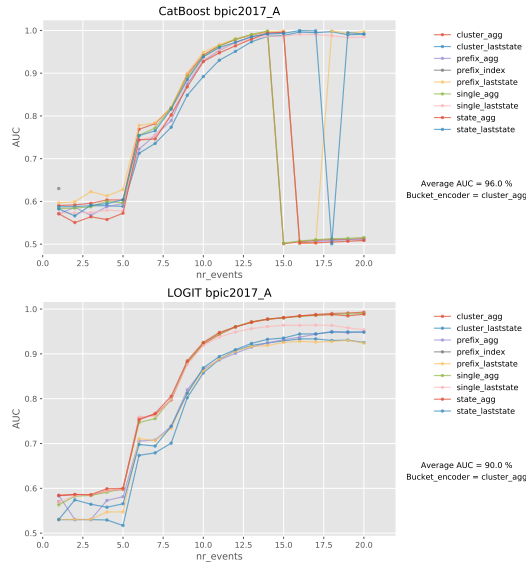 CatBoost bpic2017_A
1.0
0.9
0.8
0.7
0.6
0.5
AUC
0.0
2.5
5.0
7.5
10.0
12.5
15.0
17.5
20.0
nr_events
cluster_agg
cluster_laststate
prefix_agg
prefix_index
prefix_laststate
single_agg
single_laststate
state_agg
state_laststate
Average AUC = 96.0 %
Bucket_encoder = cluster_agg
LOGIT bpic2017_A
1.0
0.9
0.8
0.7
0.6
0.5
AUC
0.0
2.5
5.0
7.5
10.0
12.5
15.0
17.5
20.0
nr_events
cluster_agg
cluster_laststate
prefix_agg
prefix_index
prefix_laststate
single_agg
single_laststate
state_agg
state_laststate
Average AUC = 90.0 %
Bucket_encoder = cluster_agg